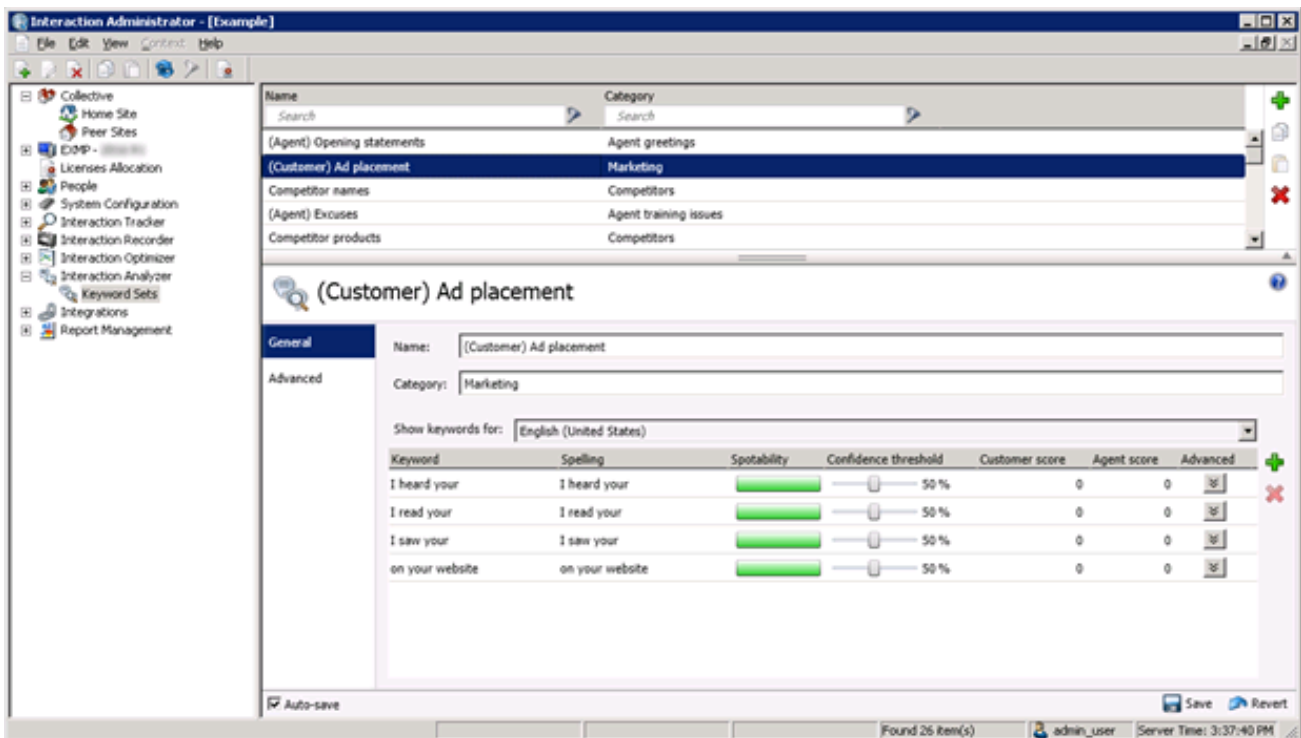 Interaction Administrator - [Example]
File Edit View Context Help
Collective
Home Site
Peer Sites
EXMP -
Licenses Allocation
People
System Configuration
Interaction Tracker
Interaction Recorder
Interaction Optimizer
Interaction Analyzer
Keyword Sets
Integrations
Report Management
Name Category
Search Search
(Agent) Opening statements Agent greetings
(Customer) Ad placement Marketing
Competitor names Competitors
(Agent) Excuses Agent training issues
Competitor products Competitors
(Customer) Ad placement
General
Advanced
Name: (Customer) Ad placement
Category: Marketing
Show keywords for: English (United States)
Keyword Spelling Spotability Confidence threshold Customer score Agent score Advanced
I heard your I heard your 50 % 0 0
I read your I read your 50 % 0 0
I saw your I saw your 50 % 0 0
on your website on your website 50 % 0 0
Auto-save Save Revert
Found 26 item(s) admin_user Server Time: 3:37:40 PM